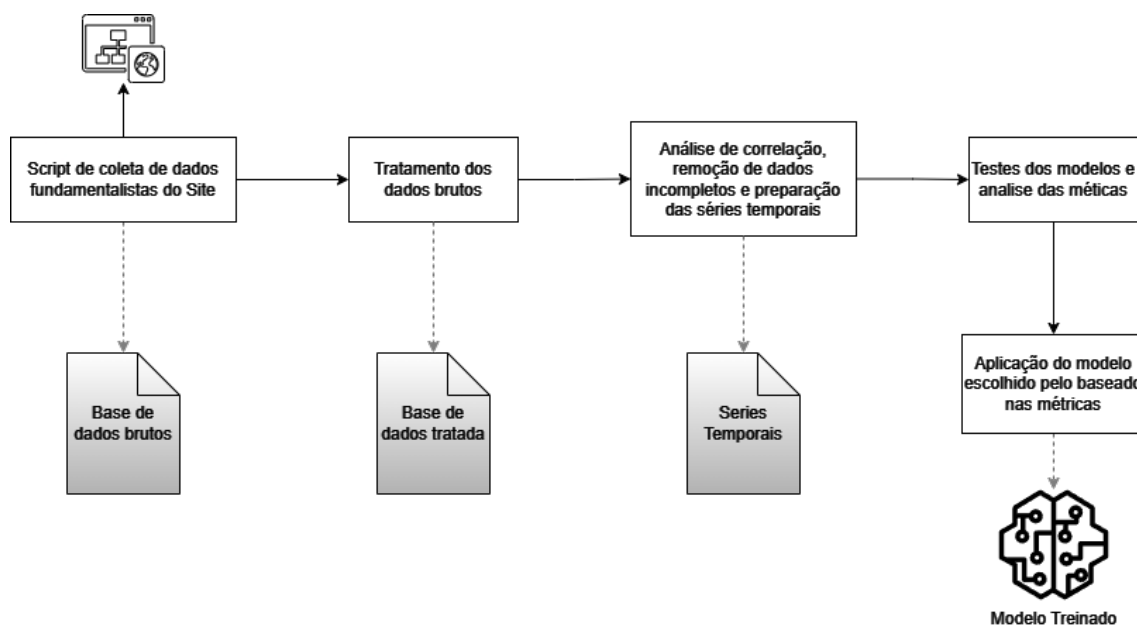 Script de coleta de dados
fundamentalistas do Site
Tratamento dos
dados brutos
Análise de correlação,
remoção de dados
incompletos e preparação
das séries temporais
Testes dos modelos e
analise das méticas
Base de
dados brutos
Base de
dados tratada
Series
Temporais
Aplicação do modelo
escolhido pelo baseado
nas métricas
Modelo Treinado